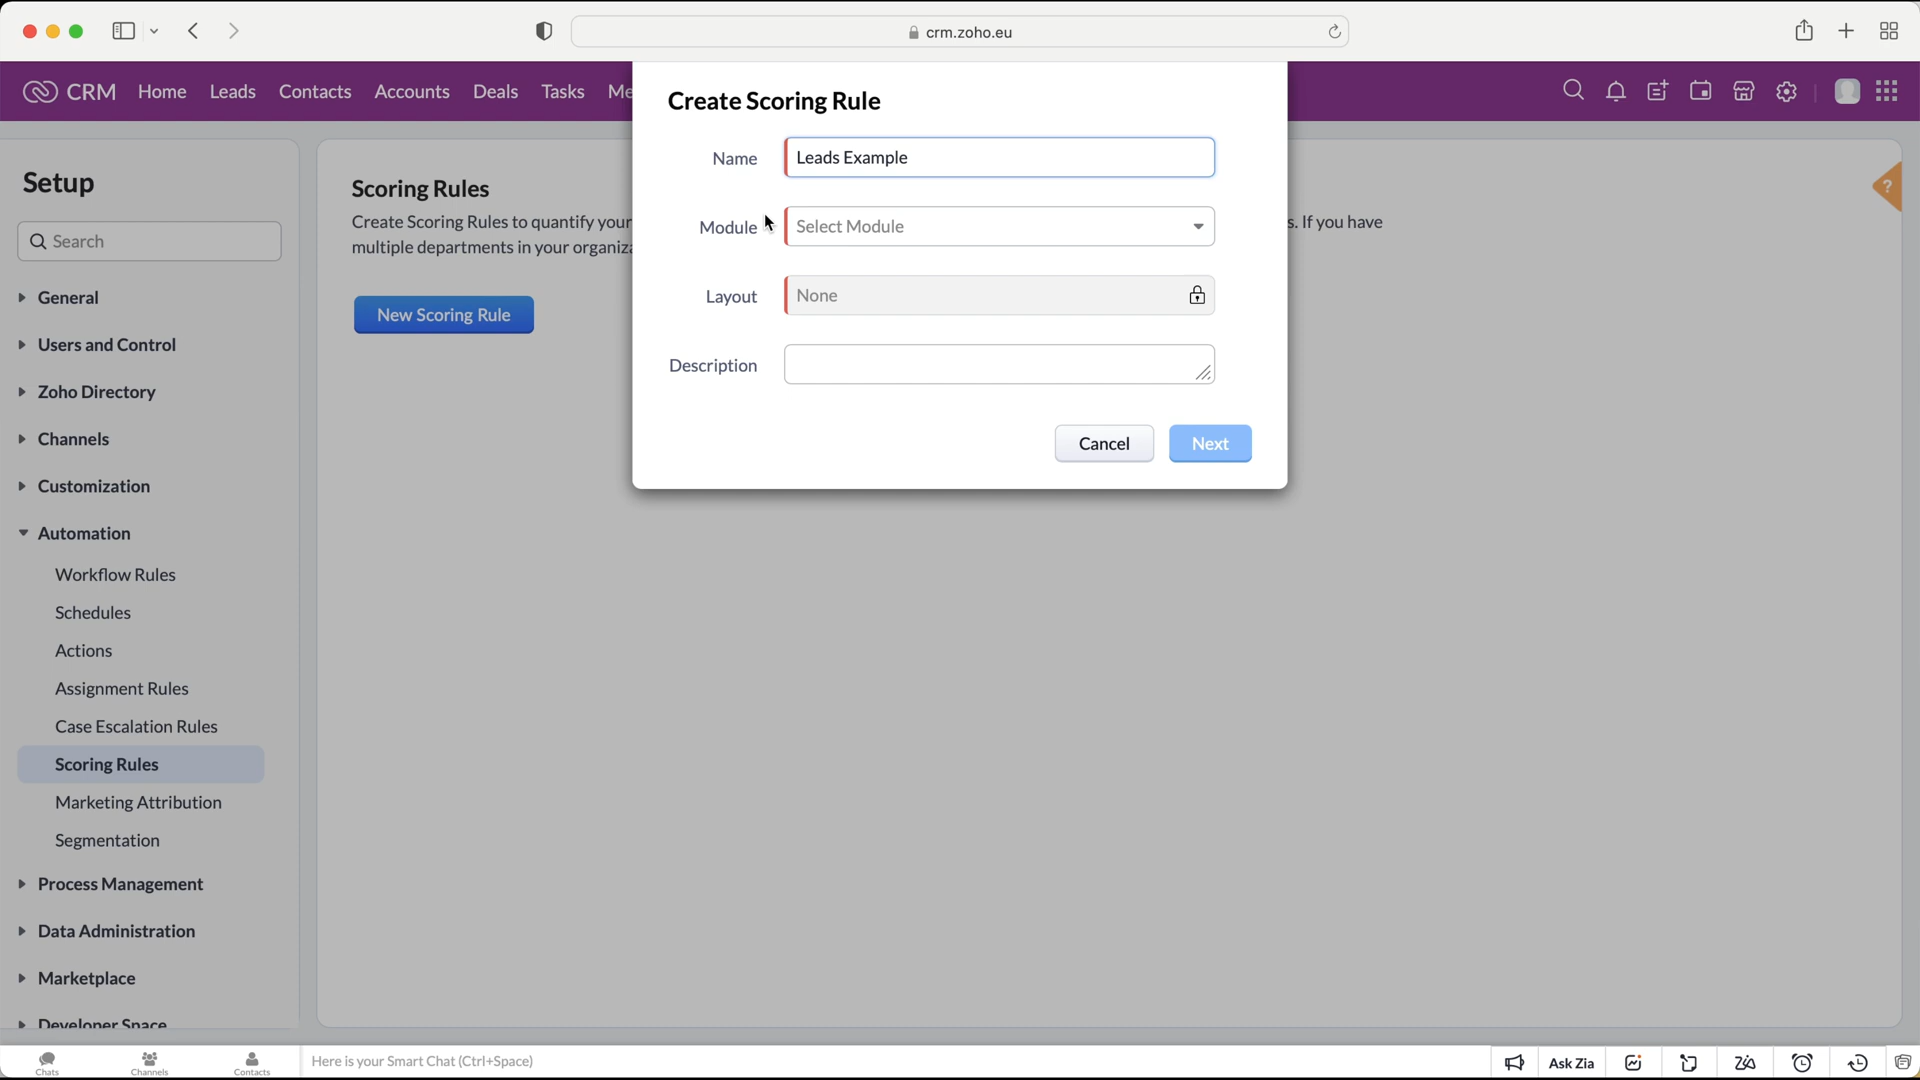 crm.zoho.eu
CRM Home Leads Contacts Accounts Deals Tasks Me
Create Scoring Rule
Name Leads Example
Module Select Module
Layout None
Description
Cancel Next
Setup
Search
General
Users and Control
Zoho Directory
Channels
Customization
Automation
Workflow Rules
Schedules
Actions
Assignment Rules
Case Escalation Rules
Scoring Rules
Marketing Attribution
Segmentation
Process Management
Data Administration
Marketplace
Developer Space
Scoring Rules
Create Scoring Rules to quantify your s. If you have
multiple departments in your organiza
New Scoring Rule
?
Chats Channels Contacts Here is your Smart Chat (Ctrl+Space) Ask Zia